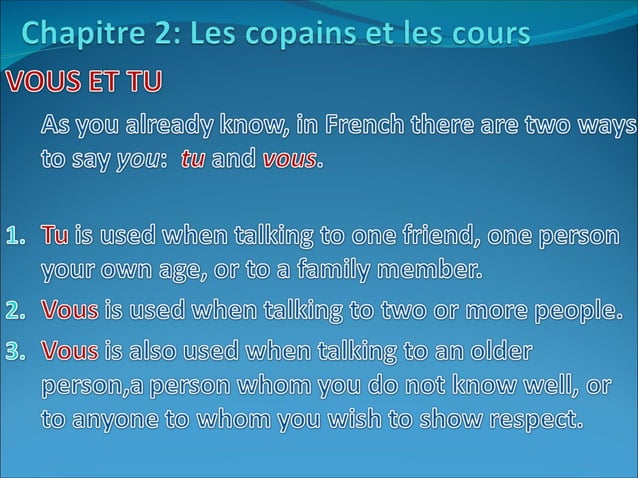 Chapitre 2: Les copains et les cours
VOUS ET TU
As you already know, in French there are two ways
to say you: tu and vous.
1. Tu is used when talking to one friend, one person
your own age, or to a family member.
2. Vous is used when talking to two or more people.
3. Vous is also used when talking to an older
person,a person whom you do not know well, or
to anyone to whom you wish to show respect.